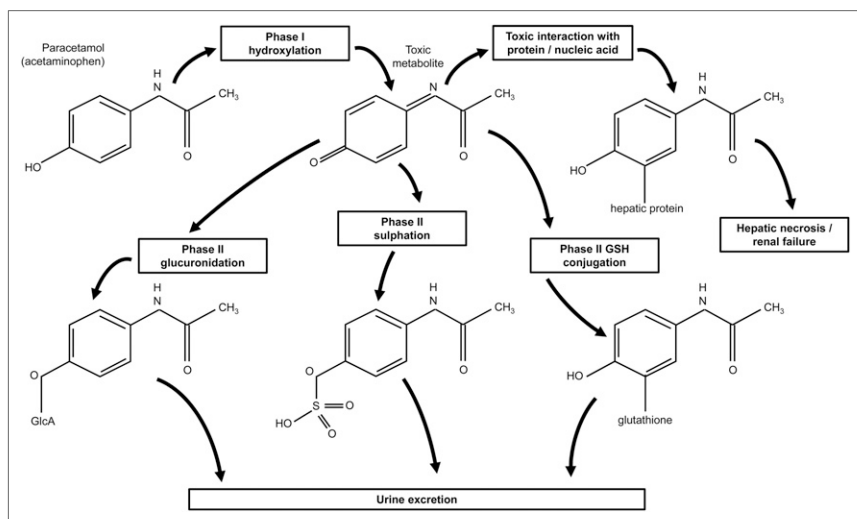 Paracetamol
(acetaminophen)
Phase I
hydroxylation
Toxic
metabolite
Toxic interaction with
protein / nucleic acid
H
N
CH3
O
HO
N
CH3
O
O
H
N
CH3
O
HO
hepatic protein
Phase II
glucuronidation
Phase II
sulphation
Phase II GSH
conjugation
Hepatic necrosis /
renal failure
H
N
CH3
O
O
GlcA
H
N
CH3
O
O
S
O
HO
O
H
N
CH3
O
HO
glutathione
Urine excretion